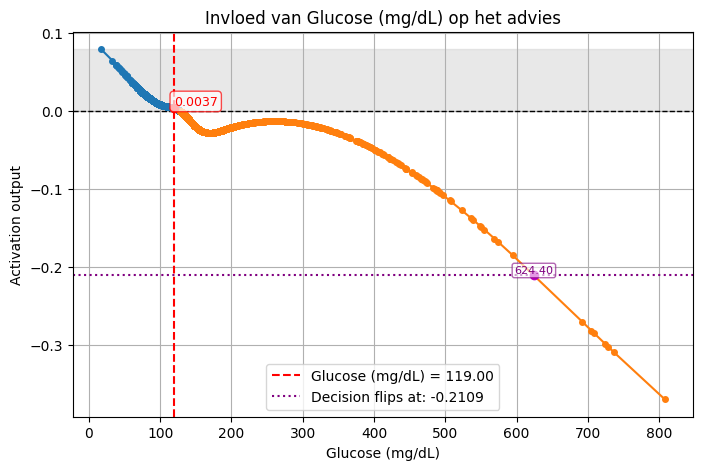 Invloed van Glucose (mg/dL) op het advies
Activation output
0.1
0.0
−0.1
−0.2
−0.3
0.0037
624.40
Glucose (mg/dL) = 119.00
Decision flips at: -0.2109
0 100 200 300 400 500 600 700 800
Glucose (mg/dL)